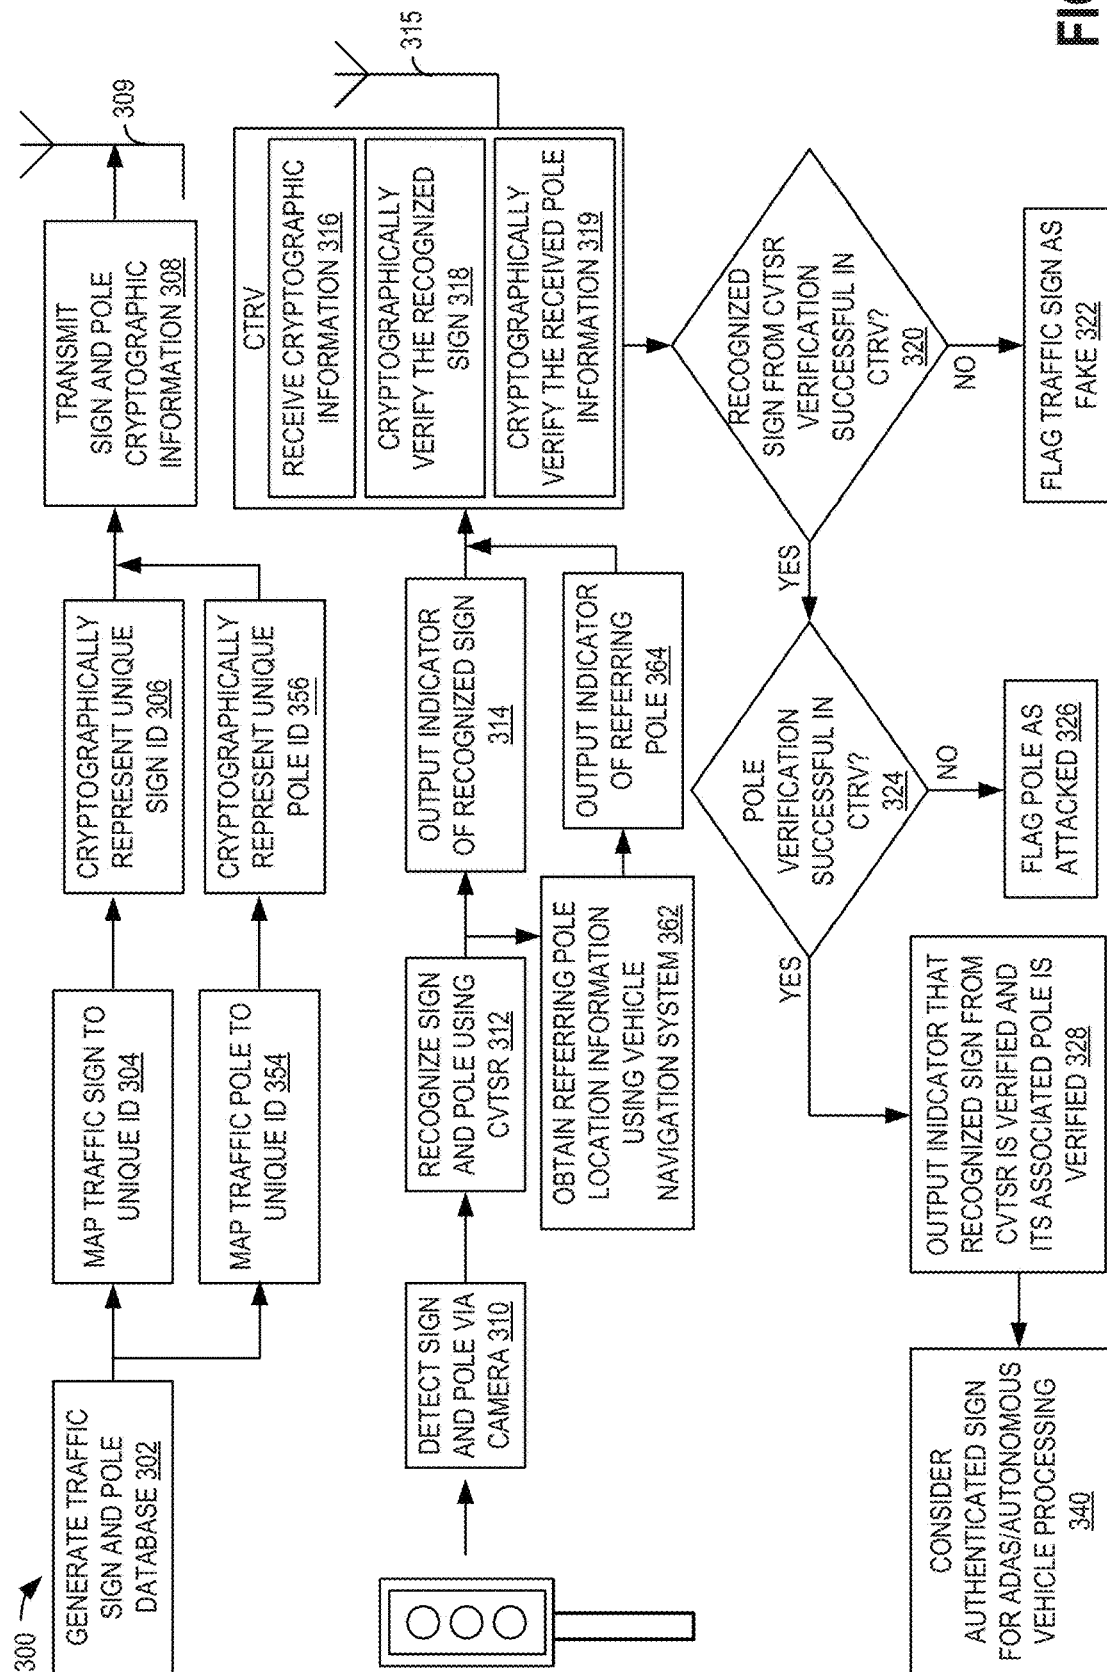 300
GENERATE TRAFFIC
SIGN AND POLE
DATABASE 302
MAP TRAFFIC SIGN TO
UNIQUE ID 304
CRYPTOGRAPHICALLY
REPRESENT UNIQUE
SIGN ID 306
TRANSMIT
SIGN AND POLE
CRYPTOGRAPHIC
INFORMATION 308
309
MAP TRAFFIC POLE TO
UNIQUE ID 354
CRYPTOGRAPHICALLY
REPRESENT UNIQUE
POLE ID 356
DETECT SIGN
AND POLE VIA
CAMERA 310
RECOGNIZE SIGN
AND POLE USING
CVTSR 312
OUTPUT INDICATOR
OF RECOGNIZED SIGN
314
OBTAIN REFERRING POLE
LOCATION INFORMATION
USING VEHICLE
NAVIGATION SYSTEM 362
OUTPUT INDICATOR
OF REFERRING
POLE 364
CTRV
RECEIVE CRYPTOGRAPHIC
INFORMATION 316
CRYPTOGRAPHICALLY
VERIFY THE RECOGNIZED
SIGN 318
CRYPTOGRAPHICALLY
VERIFY THE RECEIVED POLE
INFORMATION 319
315
RECOGNIZED
SIGN FROM CVTSR
VERIFICATION
SUCCESSFUL IN
CTRV?
320
NO
FLAG TRAFFIC SIGN AS
FAKE 322
YES
POLE
VERIFICATION
SUCCESSFUL IN
CTRV?
324
NO
FLAG POLE AS
ATTACKED 326
YES
OUTPUT INIDCATOR THAT
RECOGNIZED SIGN FROM
CVTSR IS VERIFIED AND
ITS ASSOCIATED POLE IS
VERIFIED 328
CONSIDER
AUTHENTICATED SIGN
FOR ADAS/AUTONOMOUS
VEHICLE PROCESSING
340